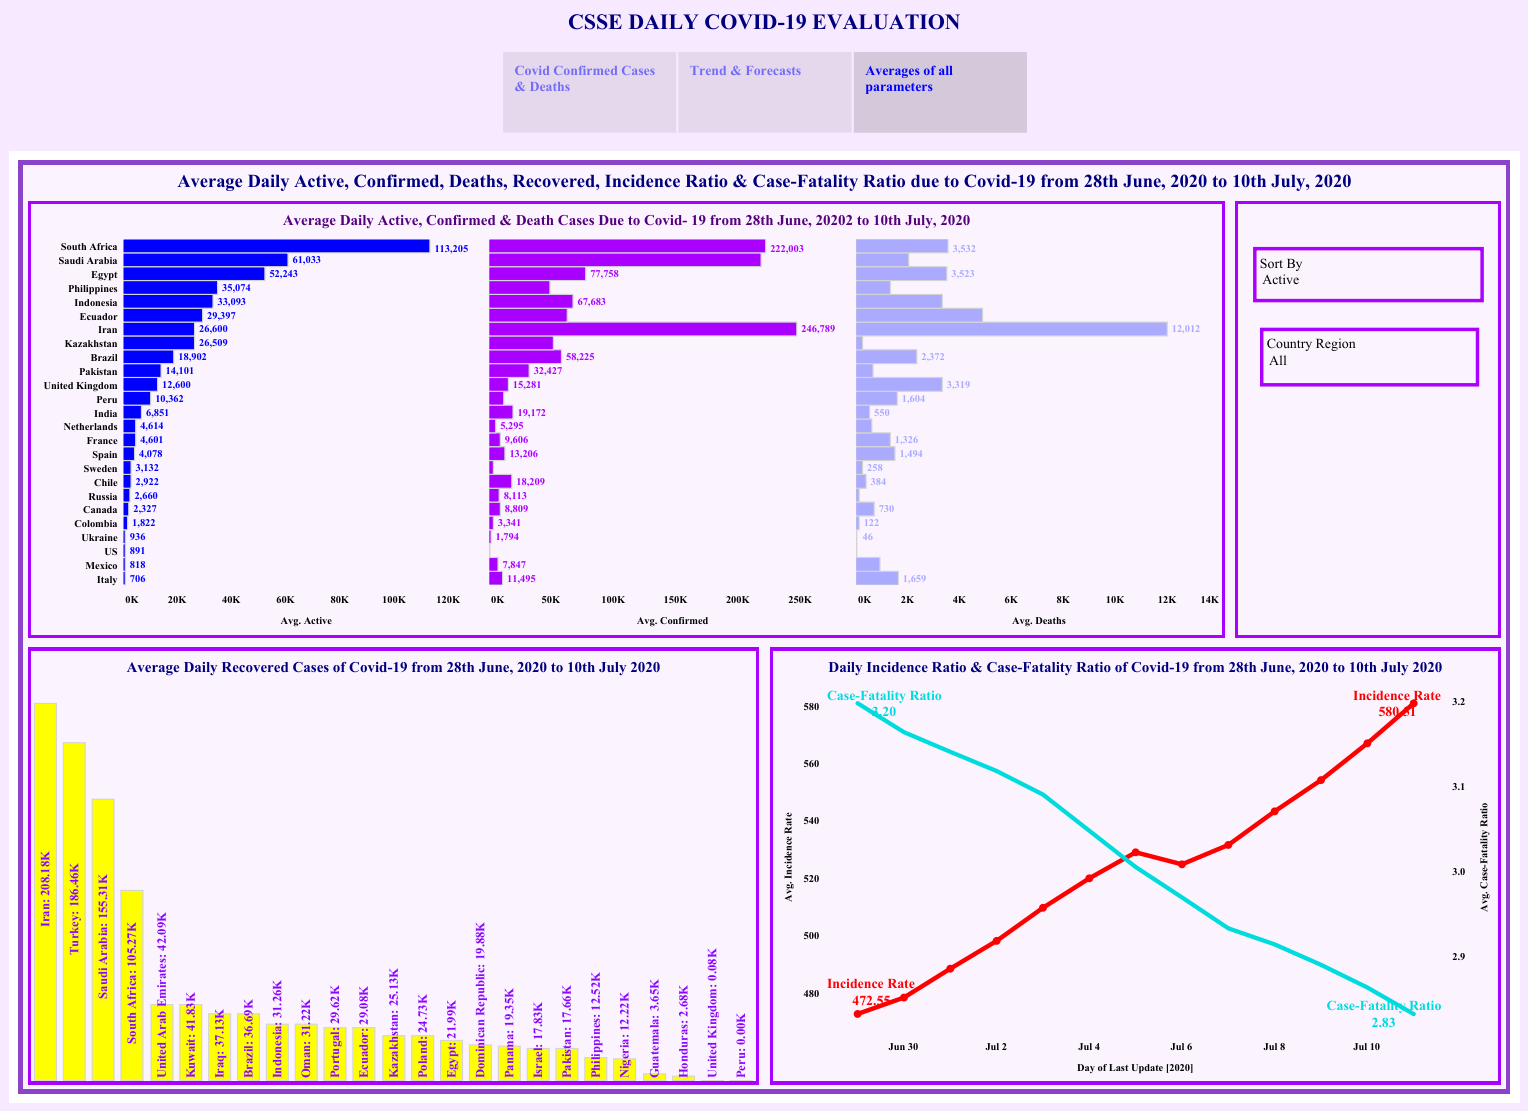 CSSE DAILY COVID-19 EVALUATION
Covid Confirmed Cases
& Deaths
Trend & Forecasts
Averages of all
parameters
Average Daily Active, Confirmed, Deaths, Recovered, Incidence Ratio & Case-Fatality Ratio due to Covid-19 from 28th June, 2020 to 10th July, 2020
Average Daily Active, Confirmed & Death Cases Due to Covid- 19 from 28th June, 20202 to 10th July, 2020
South Africa 113,205 222,003 3,532
Saudi Arabia 61,033
Egypt 52,243 77,758 3,523
Philippines 35,074
Indonesia 33,093 67,683
Ecuador 29,397
Iran 26,600 246,789 12,012
Kazakhstan 26,509
Brazil 18,902 58,225 2,372
Pakistan 14,101 32,427
United Kingdom 12,600 15,281 3,319
Peru 10,362 1,604
India 6,851 19,172 550
Netherlands 4,614 5,295
France 4,601 9,606 1,326
Spain 4,078 13,206 1,494
Sweden 3,132 258
Chile 2,922 18,209 384
Russia 2,660 8,113
Canada 2,327 8,809 730
Colombia 1,822 3,341 122
Ukraine 936 1,794 46
US 891
Mexico 818 7,847
Italy 706 11,495 1,659
0K 20K 40K 60K 80K 100K 120K 0K 50K 100K 150K 200K 250K 0K 2K 4K 6K 8K 10K 12K 14K
Avg. Active Avg. Confirmed Avg. Deaths
Sort By
Active
Country Region
All
Average Daily Recovered Cases of Covid-19 from 28th June, 2020 to 10th July 2020
Iran: 208.18K
Turkey: 186.46K
Saudi Arabia: 155.31K
South Africa: 105.27K
United Arab Emirates: 42.09K
Kuwait: 41.83K
Iraq: 37.13K
Brazil: 36.69K
Indonesia: 31.26K
Oman: 31.22K
Portugal: 29.62K
Ecuador: 29.08K
Kazakhstan: 25.13K
Poland: 24.73K
Egypt: 21.99K
Dominican Republic: 19.88K
Panama: 19.35K
Israel: 17.83K
Pakistan: 17.66K
Philippines: 12.52K
Nigeria: 12.22K
Guatemala: 3.65K
Honduras: 2.68K
United Kingdom: 0.08K
Peru: 0.00K
Daily Incidence Ratio & Case-Fatality Ratio of Covid-19 from 28th June, 2020 to 10th July 2020
Case-Fatality Ratio
3.20
Incidence Rate
580.31
Incidence Rate
472.55
Case-Fatality Ratio
2.83
580
560
540
520
500
480
Avg. Incidence Rate
3.2
3.1
3.0
2.9
Avg. Case-Fatality Ratio
Jun 30 Jul 2 Jul 4 Jul 6 Jul 8 Jul 10
Day of Last Update [2020]